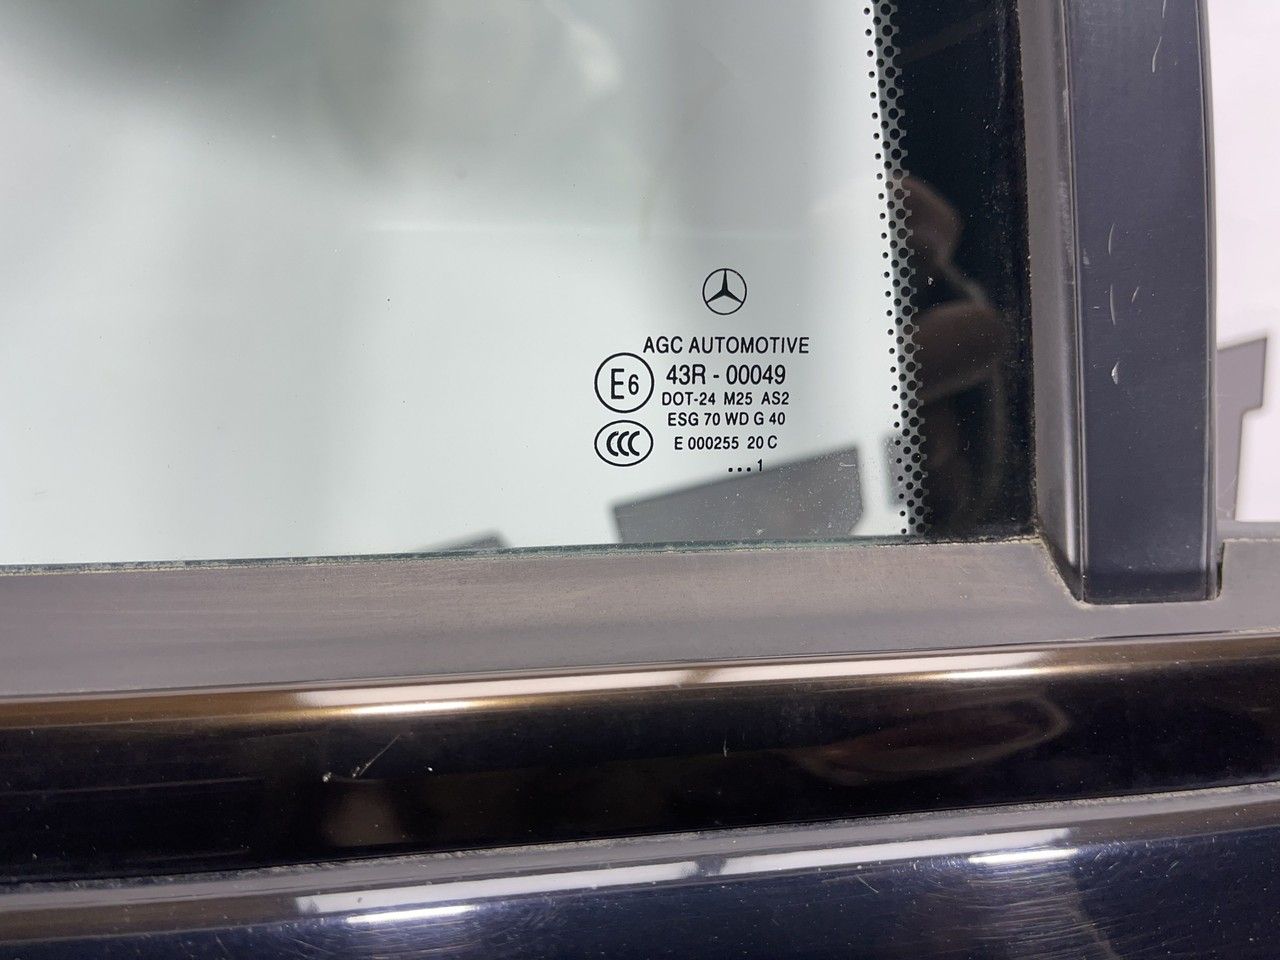 AGC AUTOMOTIVE
E6 43R - 00049
DOT-24 M25 AS2
ESG 70 WD G 40
CCC E 000255 20 C
...1